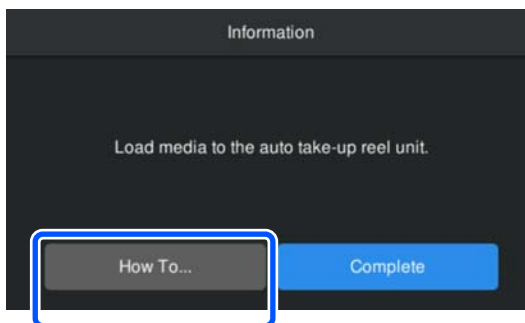 Information
Load media to the auto take-up reel unit.
How To...
Complete